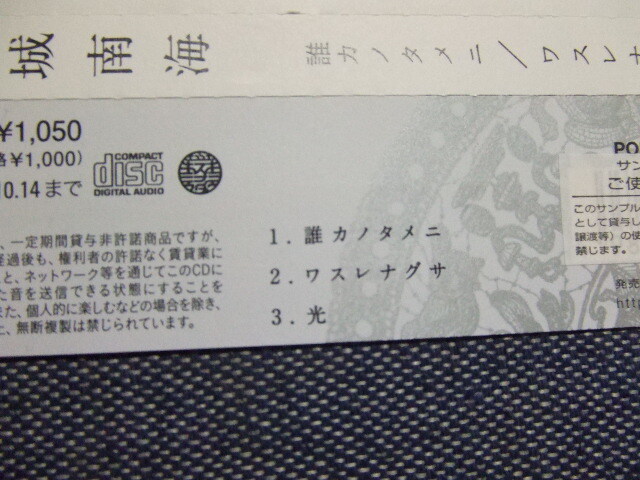 城南海
誰カノタメニ／ワスレナ
¥1,050
格¥1,000)
10.14まで
COMPACT
disc
DIGITAL AUDIO
、一定期間貸与非許諾商品ですが、
経過後も、権利者の許諾なく賃貸業に
と、ネットワーク等を通じてこのCDに
た音を送信できる状態にすることを
また、個人的に楽しむなどの場合を除き、
、無断複製は禁じられています。
1. 誰カノタメニ
2. ワスレナグサ
3. 光
PO
サン
ご使
このサンプル
として貸与し
譲渡等）の使
禁じます。
発売
htt